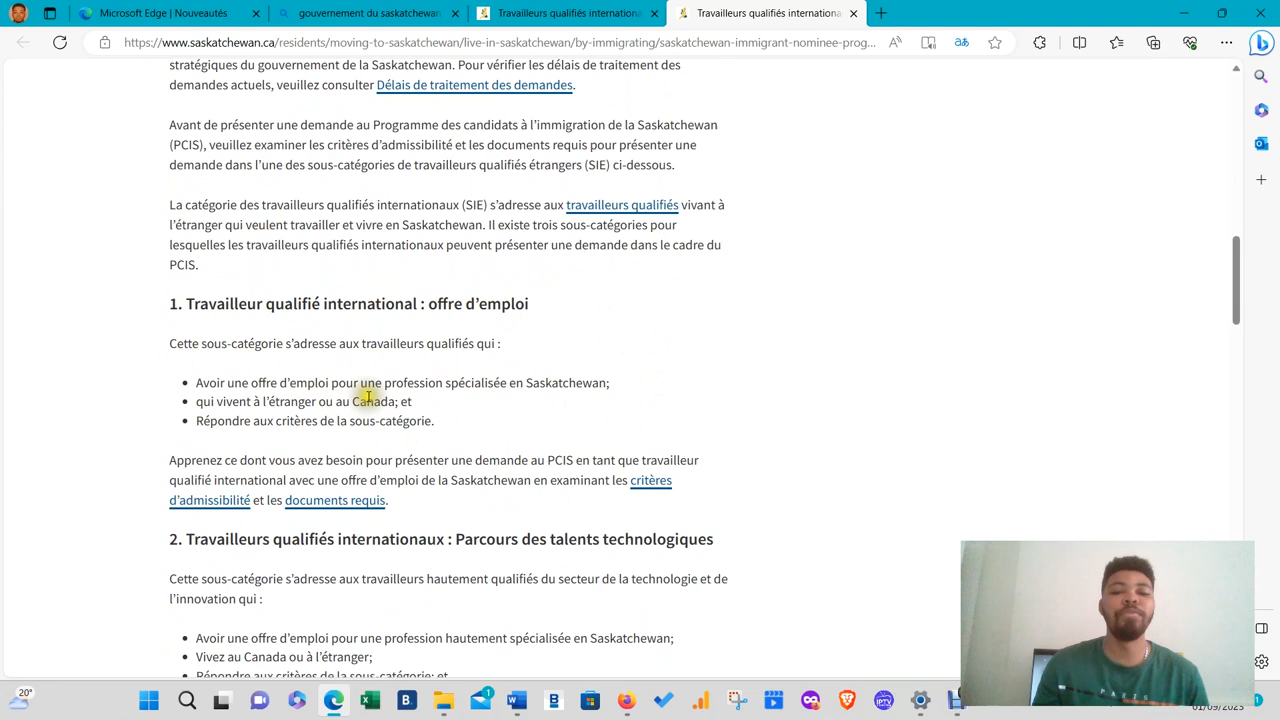 Microsoft Edge | Nouveautés
gouvernement du saskatchewan
Travailleurs qualifiés internationa
Travailleurs qualifiés internationa
https://www.saskatchewan.ca/residents/moving-to-saskatchewan/live-in-saskatchewan/by-immigrating/saskatchewan-immigrant-nominee-prog...
stratégiques du gouvernement de la Saskatchewan. Pour vérifier les délais de traitement des
demandes actuels, veuillez consulter Délais de traitement des demandes.
Avant de présenter une demande au Programme des candidats à l'immigration de la Saskatchewan
(PCIS), veuillez examiner les critères d'admissibilité et les documents requis pour présenter une
demande dans l'une des sous-catégories de travailleurs qualifiés étrangers (SIE) ci-dessous.
La catégorie des travailleurs qualifiés internationaux (SIE) s'adresse aux travailleurs qualifiés vivant à
l'étranger qui veulent travailler et vivre en Saskatchewan. Il existe trois sous-catégories pour
lesquelles les travailleurs qualifiés internationaux peuvent présenter une demande dans le cadre du
PCIS.
1. Travailleur qualifié international : offre d'emploi
Cette sous-catégorie s'adresse aux travailleurs qualifiés qui :
• Avoir une offre d'emploi pour une profession spécialisée en Saskatchewan;
• qui vivent à l'étranger ou au Canada; et
• Répondre aux critères de la sous-catégorie.
Apprenez ce dont vous avez besoin pour présenter une demande au PCIS en tant que travailleur
qualifié international avec une offre d'emploi de la Saskatchewan en examinant les critères
d'admissibilité et les documents requis.
2. Travailleurs qualifiés internationaux : Parcours des talents technologiques
Cette sous-catégorie s'adresse aux travailleurs hautement qualifiés du secteur de la technologie et de
l'innovation qui :
• Avoir une offre d'emploi pour une profession hautement spécialisée en Saskatchewan;
• Vivez au Canada ou à l'étranger;
Répondre aux critères de la sous-catégorie; et
PARIS
20°
01/09/2023